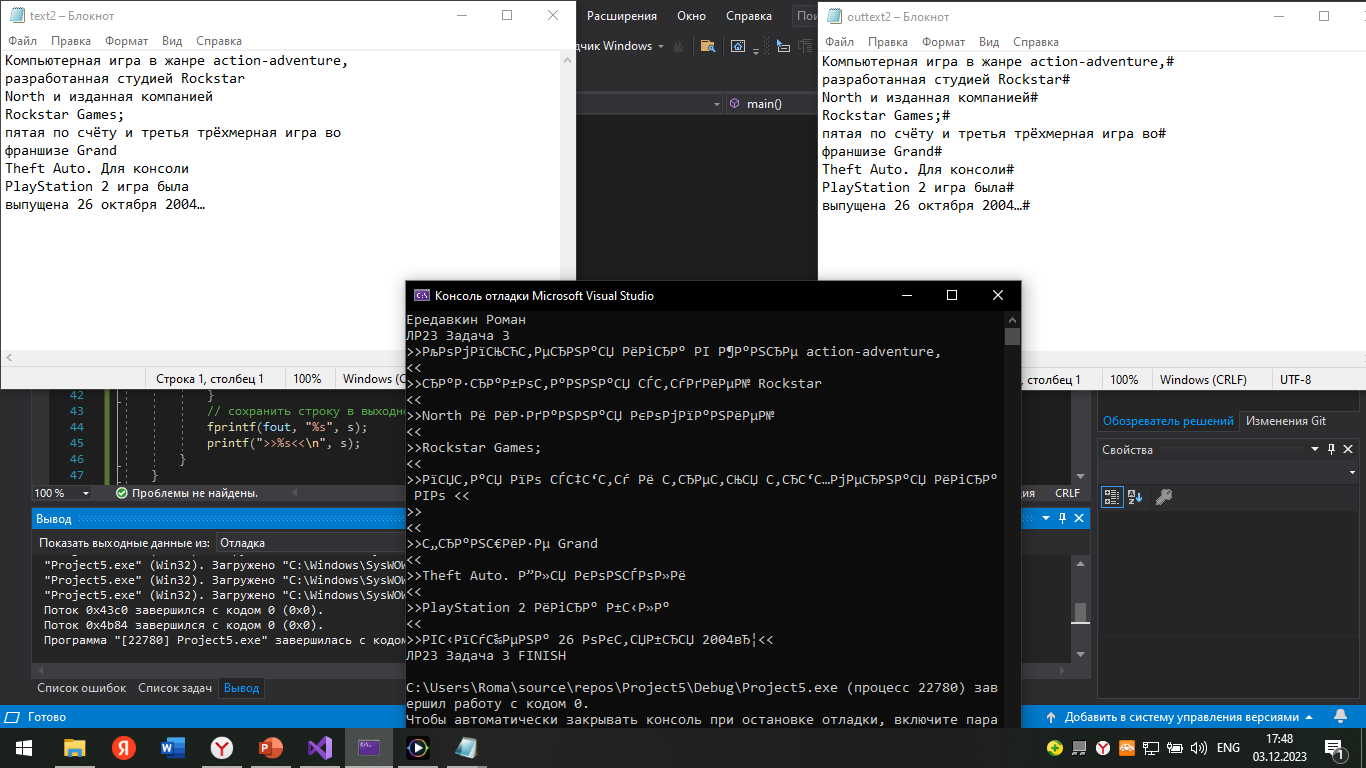 text2 – Блокнот
Файл Правка Формат Вид Справка
Компьютерная игра в жанре action-adventure,
разработанная студией Rockstar
North и изданная компанией
Rockstar Games;
пятая по счёту и третья трёхмерная игра во
франшизе Grand
Theft Auto. Для консоли
PlayStation 2 игра была
выпущена 26 октября 2004…
Строка 1, столбец 1 100% Windows (C
Расширения Окно Справка Пои
дчик Windows
main()
outtext2 – Блокнот
Файл Правка Формат Вид Справка
Компьютерная игра в жанре action-adventure,#
разработанная студией Rockstar#
North и изданная компанией#
Rockstar Games;#
пятая по счёту и третья трёхмерная игра во#
франшизе Grand#
Theft Auto. Для консоли#
PlayStation 2 игра была#
выпущена 26 октября 2004…#
, столбец 1 100% Windows (CRLF) UTF-8
42 }
43 // сохранить строку в выходно
44 fprintf(fout, "%s", s);
45 printf(">>%s<<\n", s);
46 }
47 }
100 % Проблемы не найдены.
ия CRLF
Вывод
Показать выходные данные из: Отладка
"Project5.exe" (Win32). Загружено "C:\Windows\SysWOW
"Project5.exe" (Win32). Загружено "C:\Windows\SysWOW
"Project5.exe" (Win32). Загружено "C:\Windows\SysWOW
Поток 0x43c0 завершился с кодом 0 (0x0).
Поток 0x4b84 завершился с кодом 0 (0x0).
Программа "[22780] Project5.exe" завершилась с кодом
Список ошибок Список задач Вывод
Консоль отладки Microsoft Visual Studio
Ередавкин Роман
ЛР23 Задача 3
>>РљРѕРјРїСЊСЋС‚РµСЂРЅР°СЏ РёРіСЂР° РІ Р¶Р°РЅСЂРµ action-adventure,
<<
>>СЂР°Р·СЂР°Р±РѕС‚Р°РЅРЅР°СЏ СЃС‚СѓРґРёРµР№ Rockstar
<<
>>North Рё РёР·РґР°РЅРЅР°СЏ РєРѕРјРїР°РЅРёРµР№
<<
>>Rockstar Games;
<<
>>РїСЏС‚Р°СЏ РїРѕ СЃС‡С‘С‚Сѓ Рё С‚СЂРµС‚СЊСЏ С‚СЂС‘С…РјРµСЂРЅР°СЏ РёРіСЂР°
РІРѕ <<
>>
<<
>>С„СЂР°РЅС€РёР·Рµ Grand
<<
>>Theft Auto. Р”Р»СЏ РєРѕРЅСЃРѕР»Рё
<<
>>PlayStation 2 РёРіСЂР° Р±С‹Р»Р°
<<
>>РІС‹РїСѓС‰РµРЅР° 26 РѕРєС‚СЏР±СЂСЏ 2004вЂ¦<<
ЛР23 Задача 3 FINISH
C:\Users\Roma\source\repos\Project5\Debug\Project5.exe (процесс 22780) зав
ершил работу с кодом 0.
Чтобы автоматически закрывать консоль при остановке отладки, включите пара
Обозреватель решений Изменения Git
Свойства
Готово
Добавить в систему управления версиями
ENG
17:48
03.12.2023
1